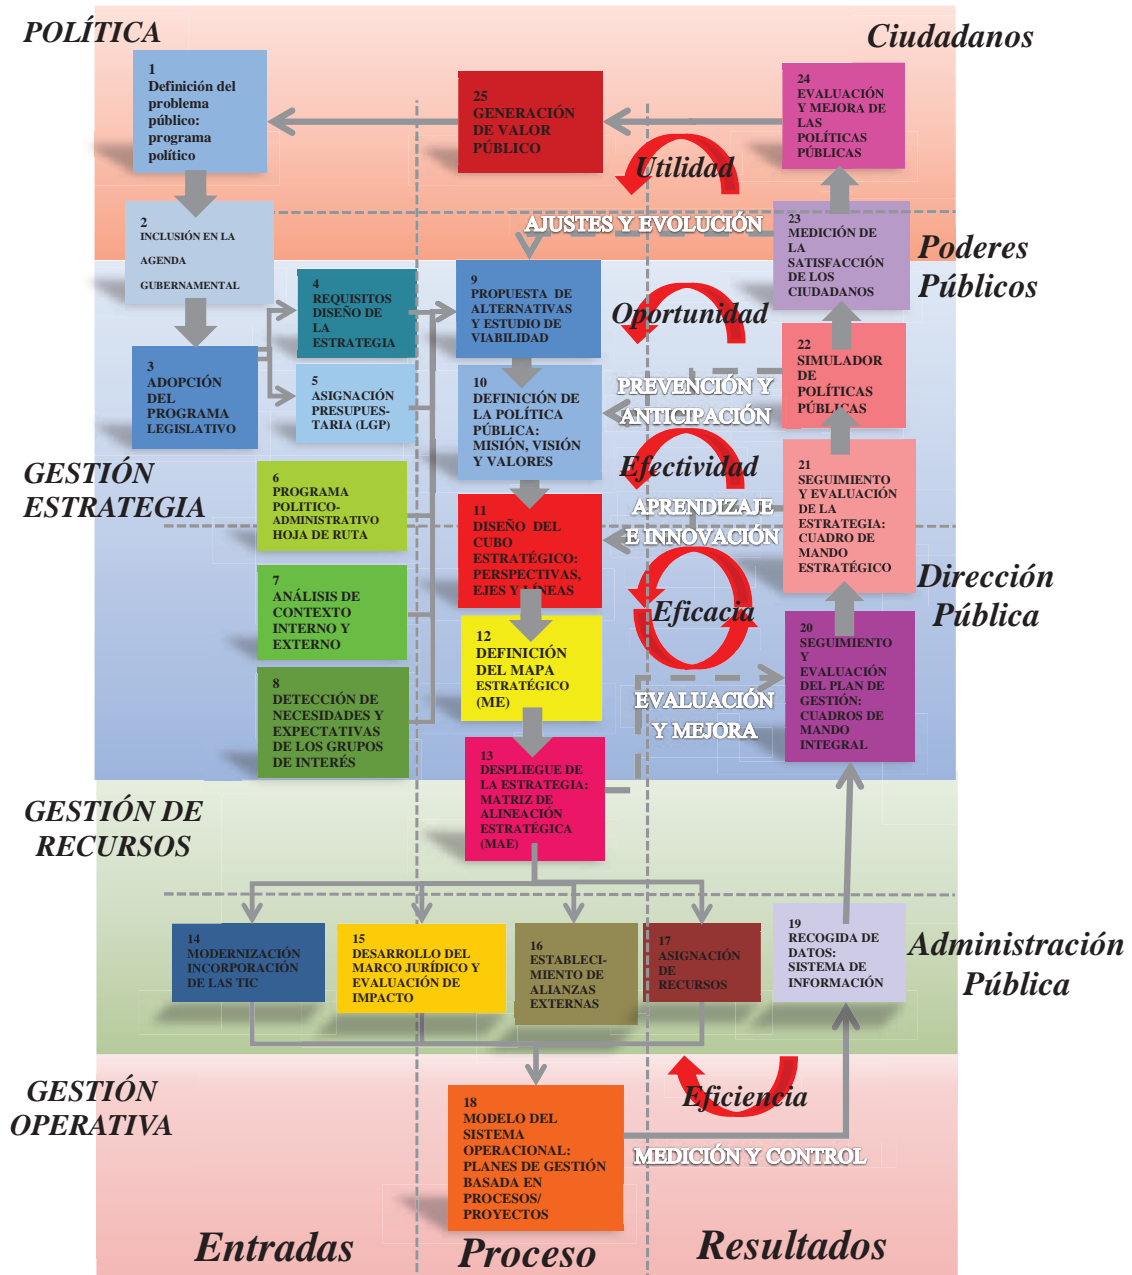 POLÍTICA
Ciudadanos
1
Definición del
problema
público:
programa
político
25
GENERACIÓN
DE VALOR
PÚBLICO
24
EVALUACIÓN
Y MEJORA DE
LAS
POLÍTICAS
PÚBLICAS
Utilidad
2
INCLUSIÓN EN LA
AGENDA
GUBERNAMENTAL
AJUSTES Y EVOLUCIÓN
23
MEDICIÓN DE
LA
SATISFACCIÓN
DE LOS
CIUDADANOS
Poderes
Públicos
3
ADOPCIÓN
DEL
PROGRAMA
LEGISLATIVO
4
REQUISITOS
DISEÑO DE
LA
ESTRATEGIA
5
ASIGNACIÓN
PRESUPUES-
TARIA (LGP)
9
PROPUESTA DE
ALTERNATIVAS
Y ESTUDIO DE
VIABILIDAD
Oportunidad
22
SIMULADOR
DE
POLÍTICAS
PÚBLICAS
10
DEFINICIÓN DE
LA POLÍTICA
PÚBLICA:
MISIÓN, VISIÓN
Y VALORES
PREVENCIÓN Y
ANTICIPACIÓN
Efectividad
GESTIÓN
ESTRATEGIA
6
PROGRAMA
POLITICO-
ADMINISTRATIVO
HOJA DE RUTA
11
DISEÑO DEL
CUBO
ESTRATÉGICO:
PERSPECTIVAS,
EJES Y LÍNEAS
APRENDIZAJE
E INNOVACIÓN
21
SEGUIMIENTO
Y EVALUACIÓN
DE LA
ESTRATEGIA:
CUADRO DE
MANDO
ESTRATÉGICO
Dirección
Pública
7
ANÁLISIS DE
CONTEXTO
INTERNO Y
EXTERNO
Eficacia
12
DEFINICIÓN
DEL MAPA
ESTRATÉGICO
(ME)
20
SEGUIMIENTO
Y
EVALUACIÓN
DEL PLAN DE
GESTIÓN:
CUADROS DE
MANDO
INTEGRAL
8
DETECCIÓN DE
NECESIDADES Y
EXPECTATIVAS
DE LOS GRUPOS
DE INTERÉS
EVALUACIÓN
Y MEJORA
13
DESPLIEGUE DE
LA ESTRATEGIA:
MATRIZ DE
ALINEACIÓN
ESTRATÉGICA
(MAE)
GESTIÓN DE
RECURSOS
14
MODERNIZACIÓN
INCORPORACIÓN
DE LAS TIC
15
DESARROLLO DEL
MARCO JURÍDICO Y
EVALUACIÓN DE
IMPACTO
16
ESTABLECI-
MIENTO DE
ALIANZAS
EXTERNAS
17
ASIGNACIÓN
DE
RECURSOS
19
RECOGIDA DE
DATOS:
SISTEMA DE
INFORMACIÓN
Administración
Pública
GESTIÓN
OPERATIVA
18
MODELO DEL
SISTEMA
OPERACIONAL:
PLANES DE GESTIÓN
BASADA EN
PROCESOS/
PROYECTOS
Eficiencia
MEDICIÓN Y CONTROL
Entradas
Proceso
Resultados